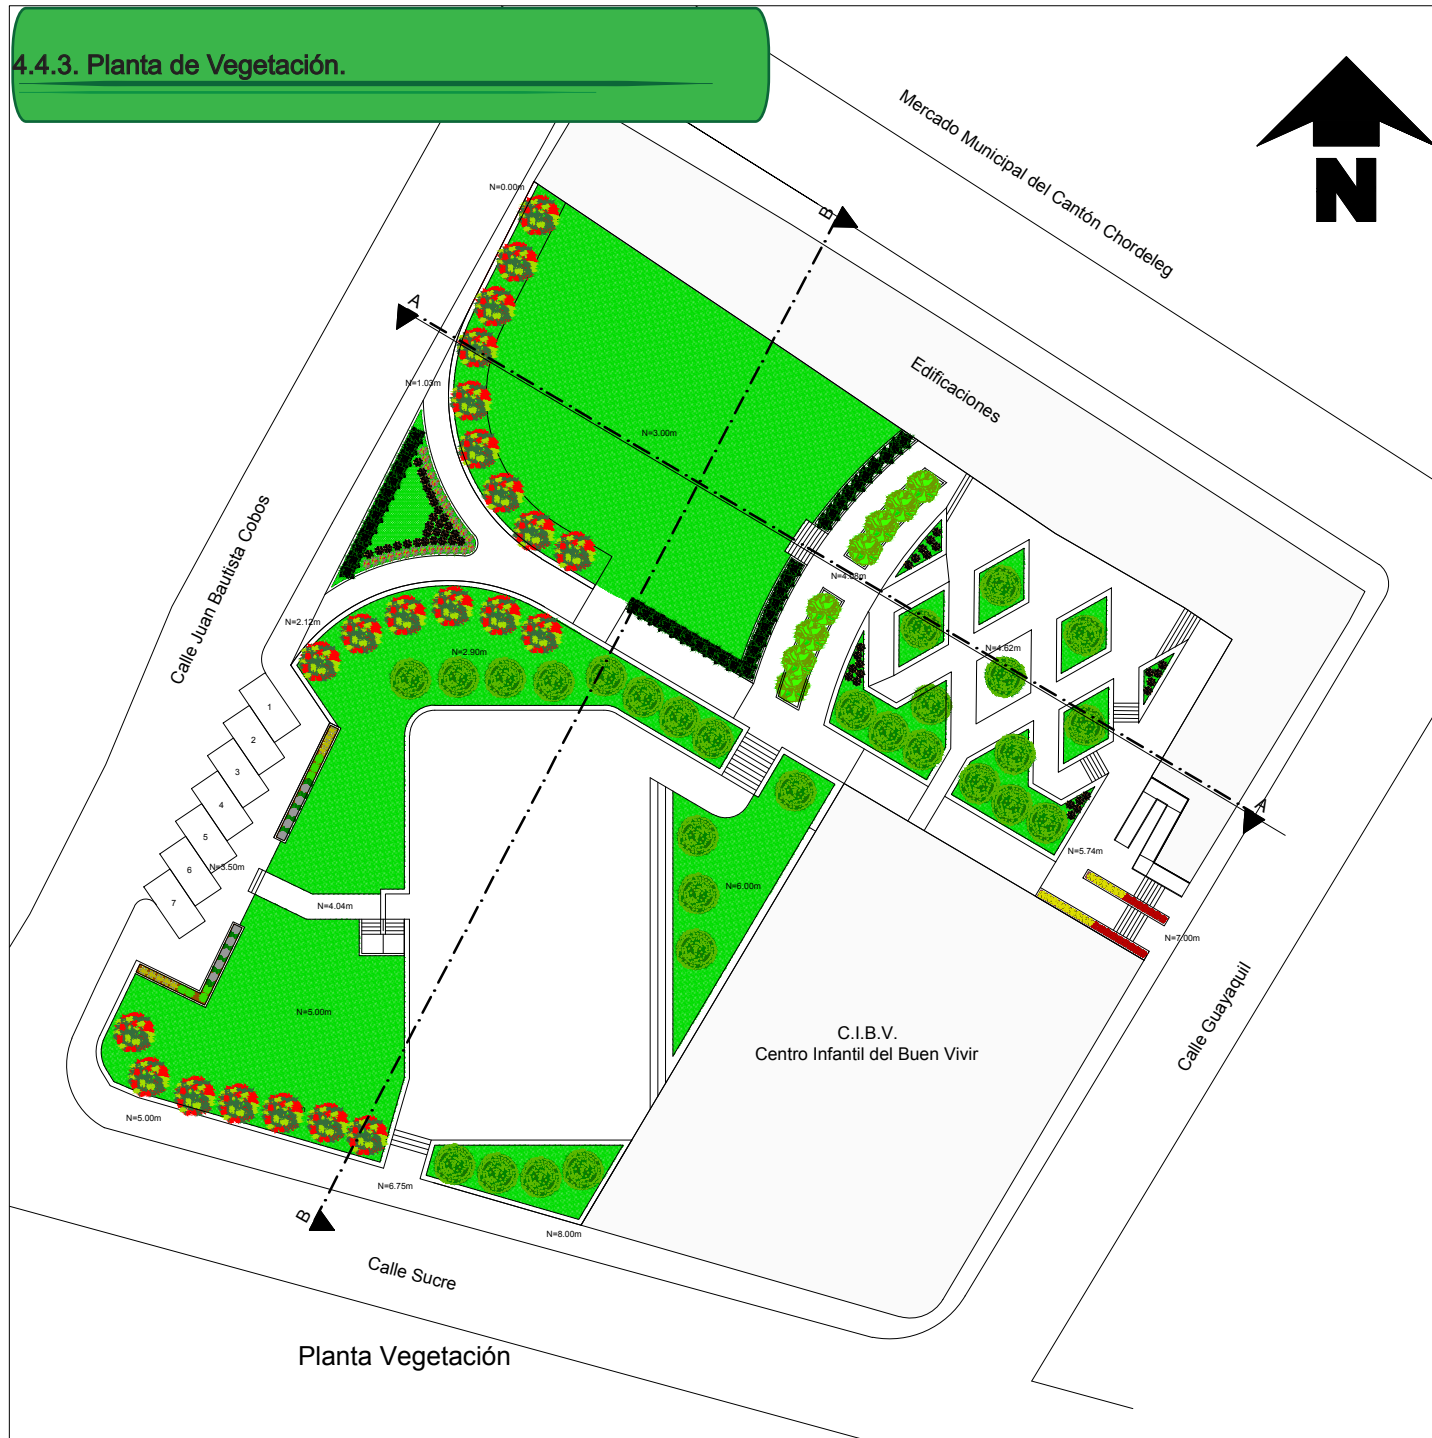 4.4.3. Planta de Vegetación.
Mercado Municipal del Cantón Chordeleg
N
N=0.00m
B
A
Edificaciones
N=1.03m
N=3.00m
Calle Juan Bautista Cobos
N=4.08m
N=2.12m
N=2.90m
N=4.62m
1
2
3
4
5
6
7
A
N=3.50m
N=5.74m
N=6.00m
N=4.04m
N=7.00m
N=5.00m
Calle Guayaquil
C.I.B.V.
Centro Infantil del Buen Vivir
N=5.00m
N=6.75m
B
N=8.00m
Calle Sucre
Planta Vegetación